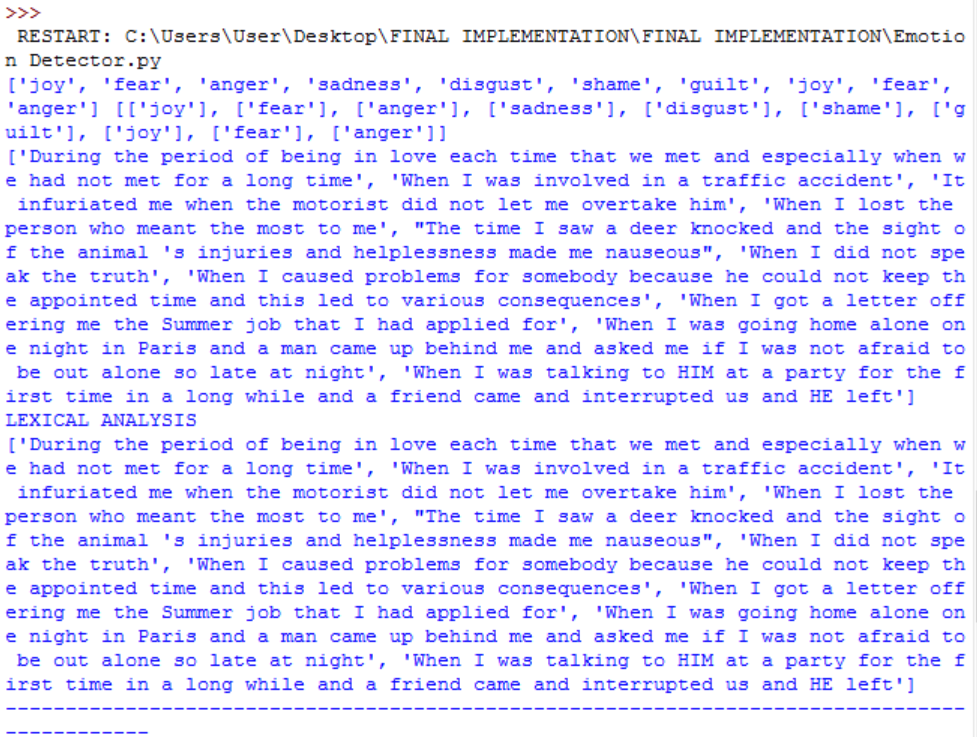 >>>
 RESTART: C:\Users\User\Desktop\FINAL IMPLEMENTATION\FINAL IMPLEMENTATION\Emotio
n Detector.py
['joy', 'fear', 'anger', 'sadness', 'disgust', 'shame', 'guilt', 'joy', 'fear',
'anger'] [['joy'], ['fear'], ['anger'], ['sadness'], ['disgust'], ['shame'], ['g
uilt'], ['joy'], ['fear'], ['anger']]
['During the period of being in love each time that we met and especially when w
e had not met for a long time', 'When I was involved in a traffic accident', 'It
 infuriated me when the motorist did not let me overtake him', 'When I lost the
person who meant the most to me', "The time I saw a deer knocked and the sight o
f the animal 's injuries and helplessness made me nauseous", 'When I did not spe
ak the truth', 'When I caused problems for somebody because he could not keep th
e appointed time and this led to various consequences', 'When I got a letter off
ering me the Summer job that I had applied for', 'When I was going home alone on
e night in Paris and a man came up behind me and asked me if I was not afraid to
 be out alone so late at night', 'When I was talking to HIM at a party for the f
irst time in a long while and a friend came and interrupted us and HE left']
LEXICAL ANALYSIS
['During the period of being in love each time that we met and especially when w
e had not met for a long time', 'When I was involved in a traffic accident', 'It
 infuriated me when the motorist did not let me overtake him', 'When I lost the
person who meant the most to me', "The time I saw a deer knocked and the sight o
f the animal 's injuries and helplessness made me nauseous", 'When I did not spe
ak the truth', 'When I caused problems for somebody because he could not keep th
e appointed time and this led to various consequences', 'When I got a letter off
ering me the Summer job that I had applied for', 'When I was going home alone on
e night in Paris and a man came up behind me and asked me if I was not afraid to
 be out alone so late at night', 'When I was talking to HIM at a party for the f
irst time in a long while and a friend came and interrupted us and HE left']
--------------------------------------------------------------------------------
------------